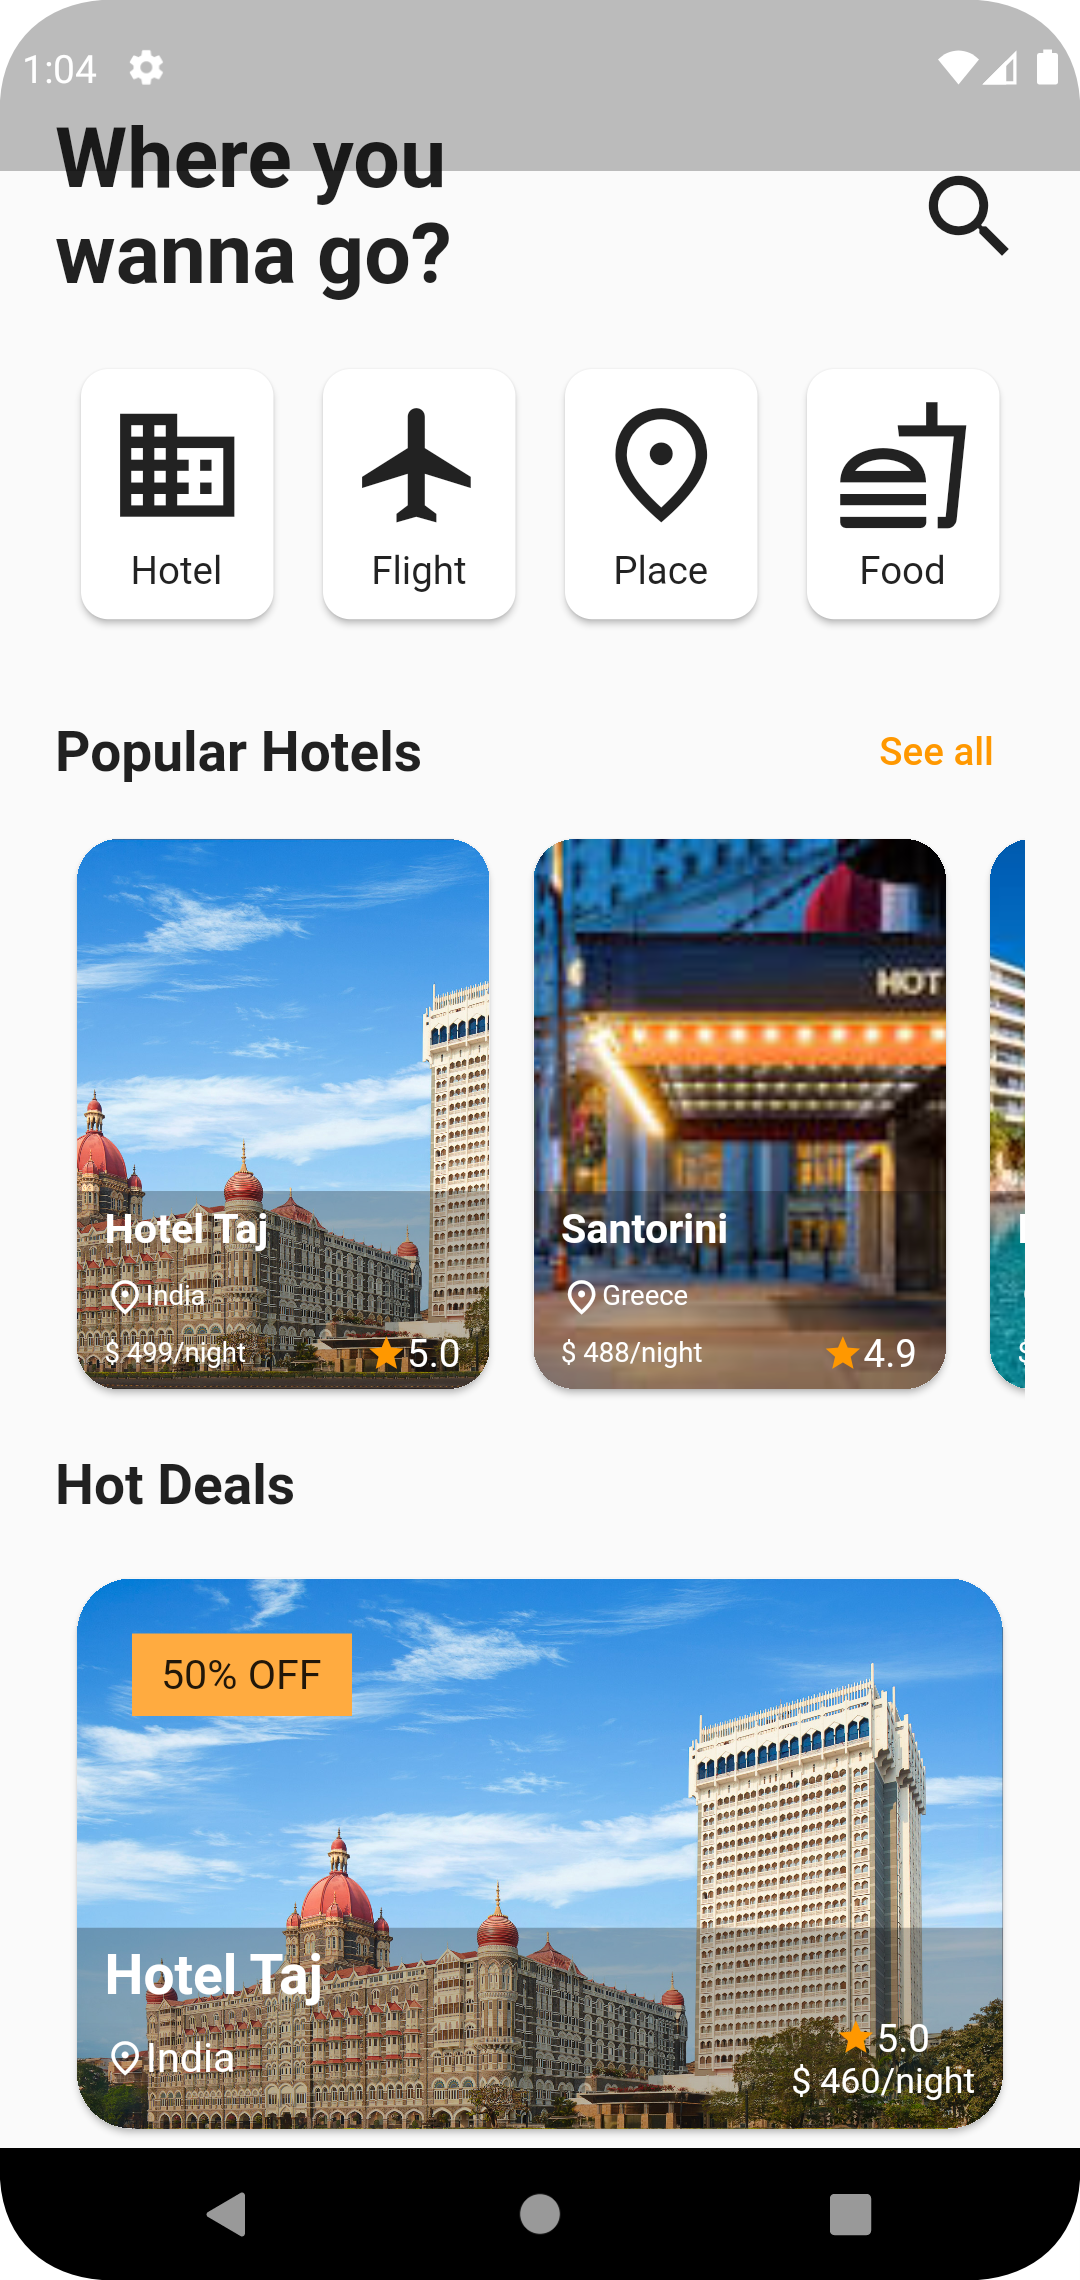 1:04
Where you
wanna go?
Hotel
Flight
Place
Food
Popular Hotels
See all
HOT
Hotel Taj
India
$ 499/night
5.0
Santorini
Greece
$ 488/night
4.9
Hot Deals
50% OFF
Hotel Taj
India
5.0
$ 460/night